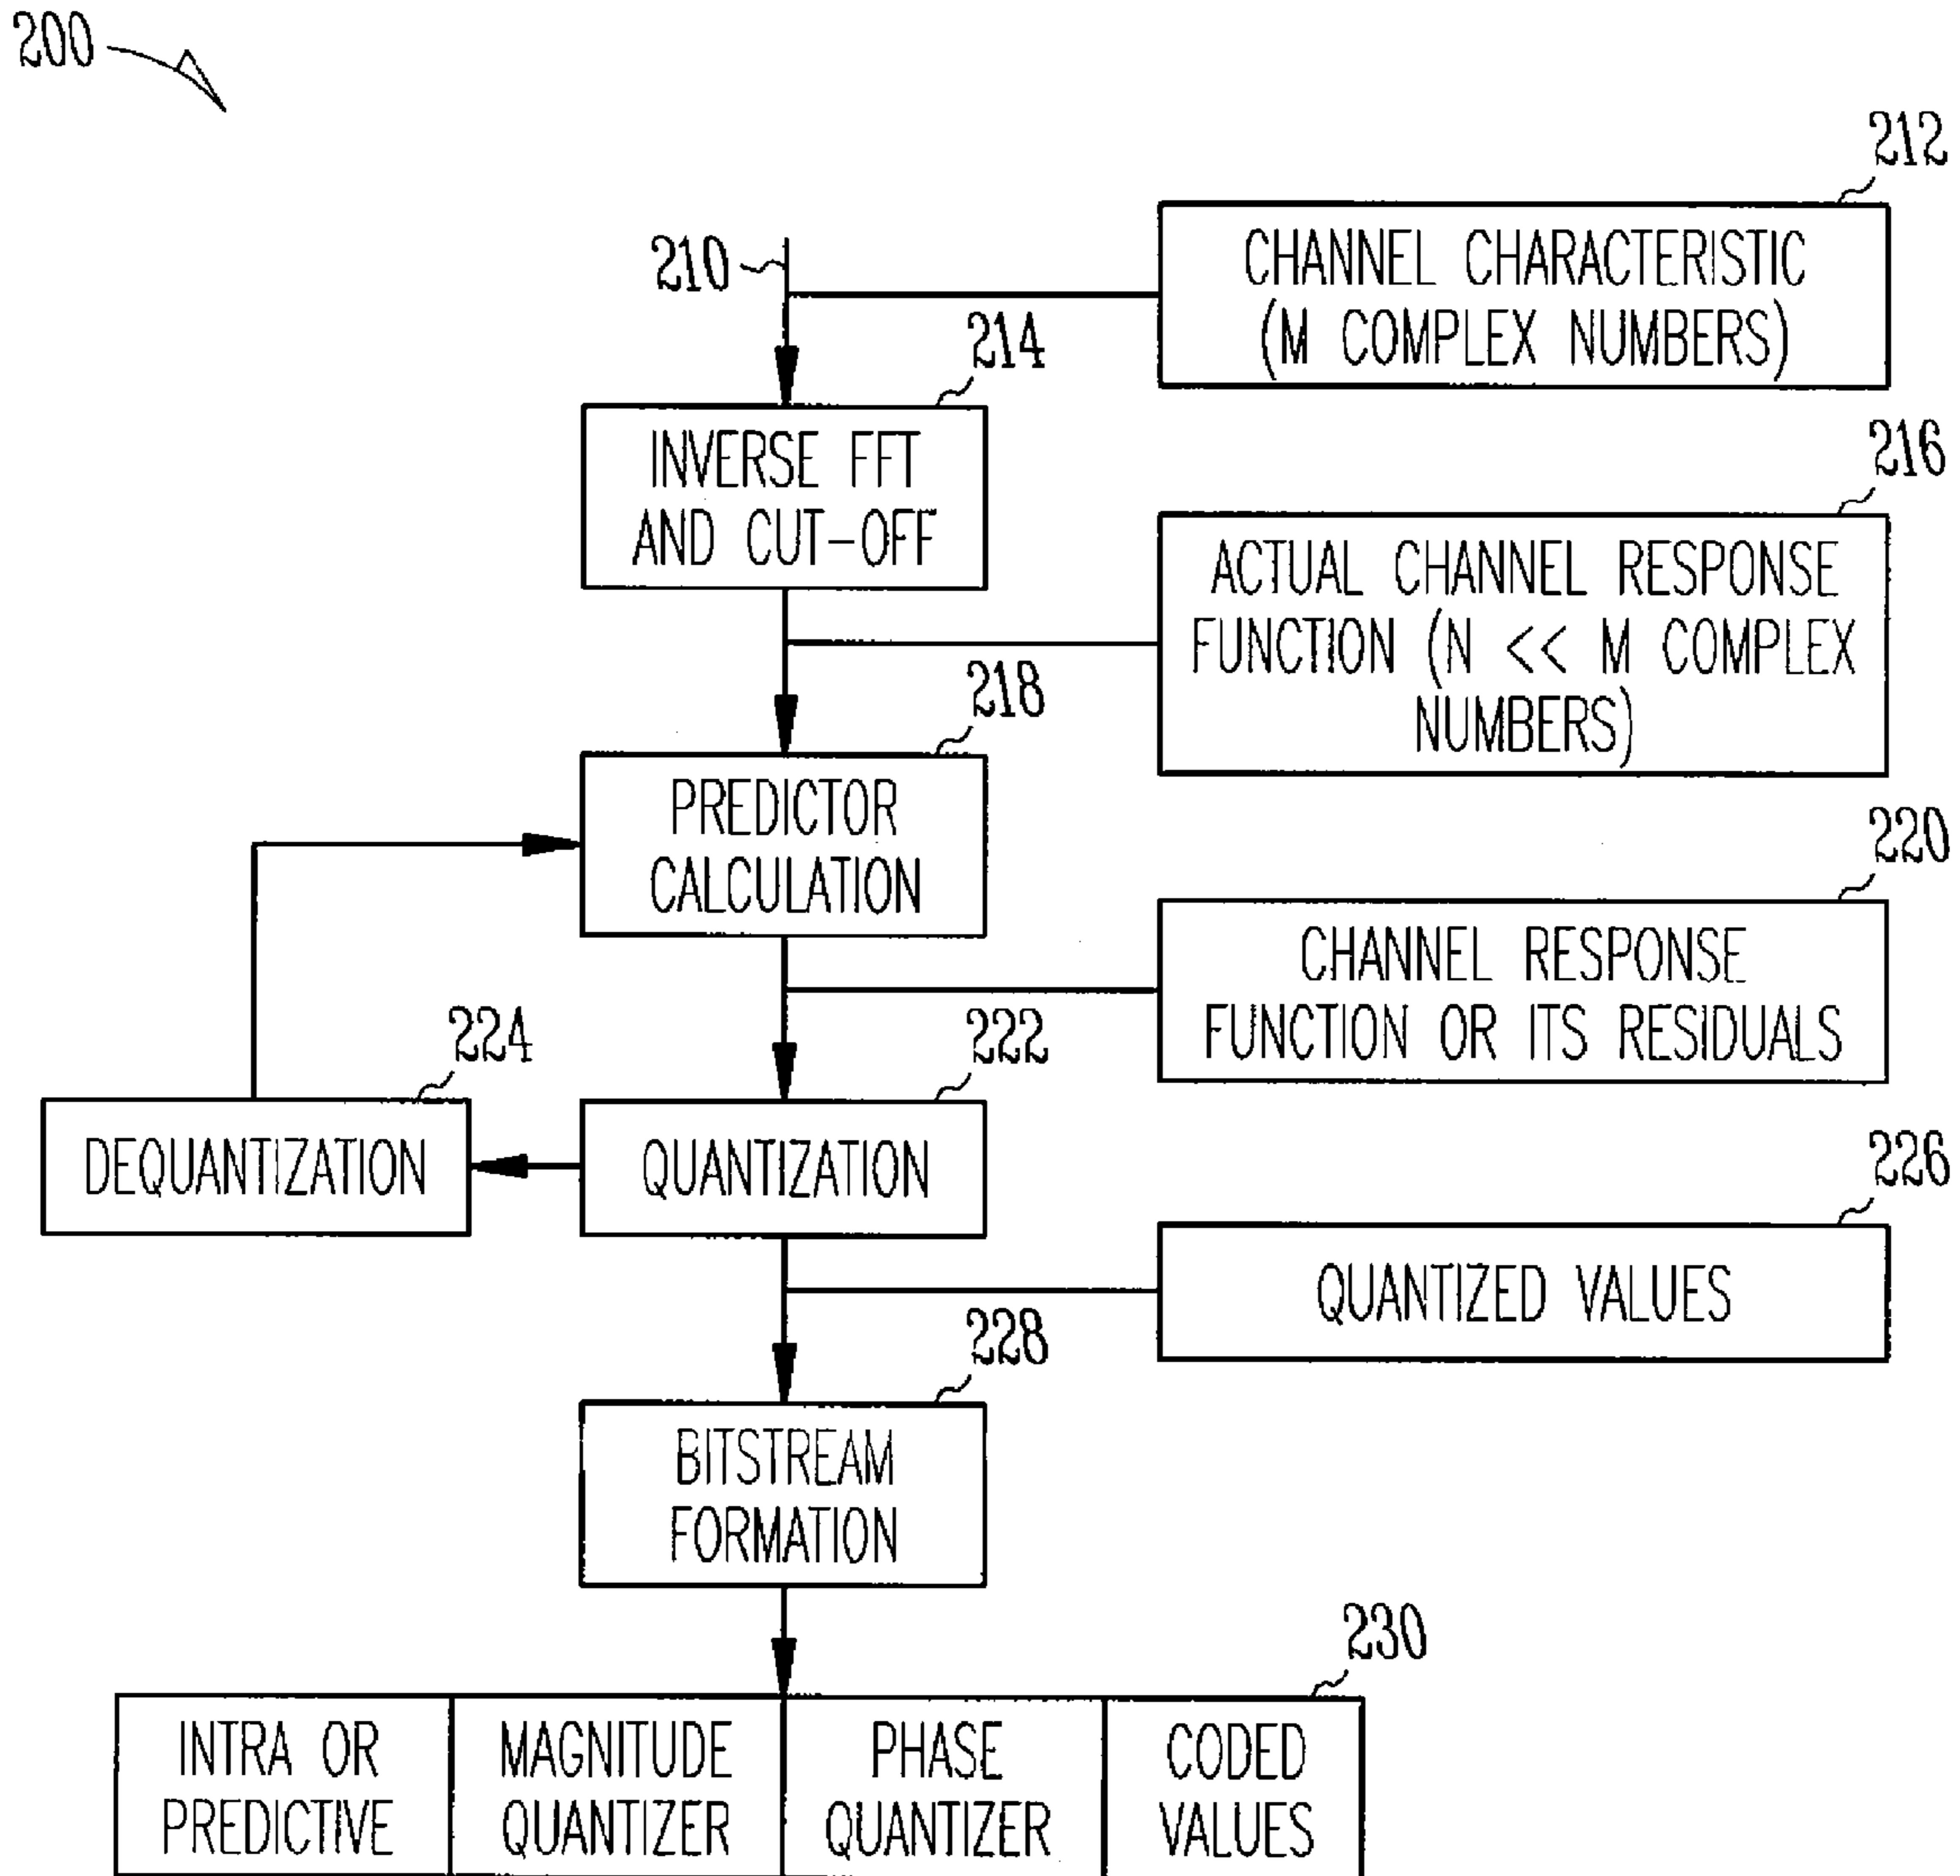 200
212
210
CHANNEL CHARACTERISTIC
(M COMPLEX NUMBERS)
214
INVERSE FFT
AND CUT-OFF
216
ACTUAL CHANNEL RESPONSE
FUNCTION (N << M COMPLEX
NUMBERS)
218
PREDICTOR
CALCULATION
220
CHANNEL RESPONSE
FUNCTION OR ITS RESIDUALS
224
222
DEQUANTIZATION
QUANTIZATION
226
QUANTIZED VALUES
228
BITSTREAM
FORMATION
230
INTRA OR
PREDICTIVE
MAGNITUDE
QUANTIZER
PHASE
QUANTIZER
CODED
VALUES